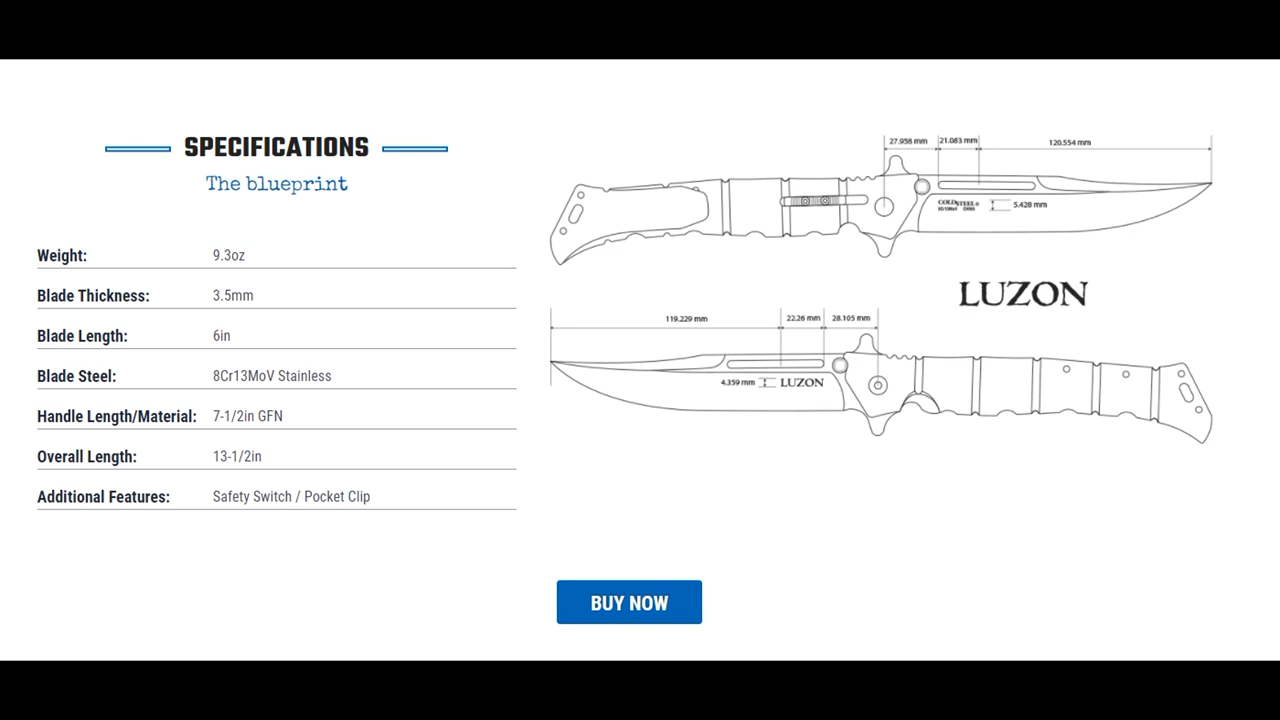 SPECIFICATIONS
The blueprint
Weight: 9.3oz
Blade Thickness: 3.5mm
Blade Length: 6in
Blade Steel: 8Cr13MoV Stainless
Handle Length/Material: 7-1/2in GFN
Overall Length: 13-1/2in
Additional Features: Safety Switch / Pocket Clip
27.958 mm 21.083 mm 120.554 mm
COLD STEEL®
5.428 mm
LUZON
119.229 mm 22.26 mm 28.105 mm
4.359 mm LUZON
BUY NOW